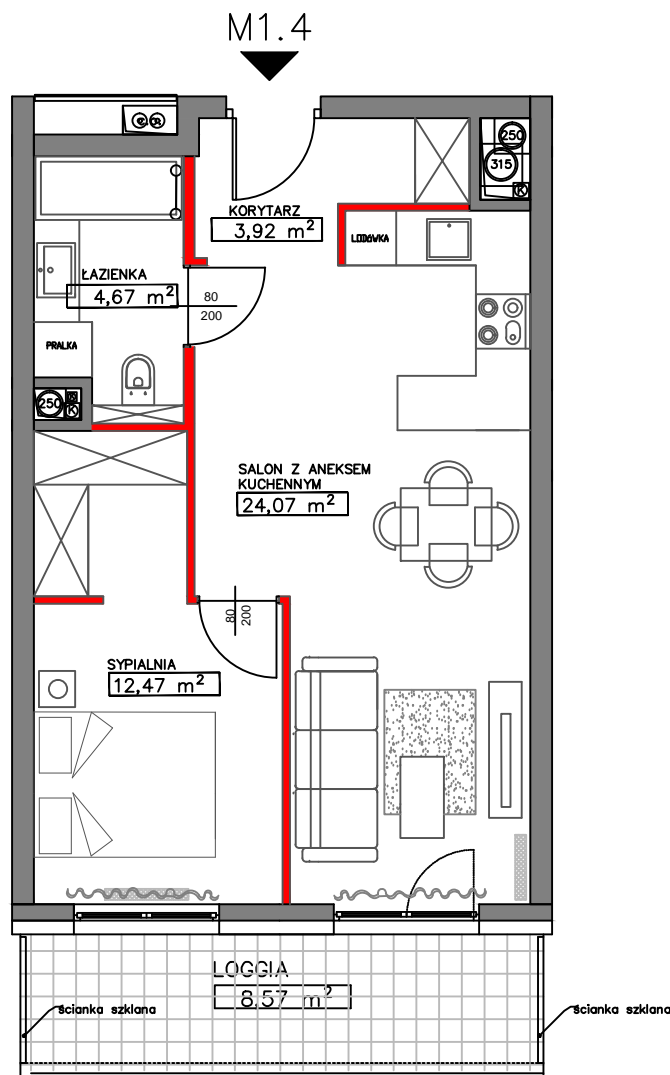 M1.4
250
315
K
KORYTARZ
3,92 m²
LODÓWKA
ŁAZIENKA
4,67 m²
80
200
PRALKA
250
K
SALON Z ANEKSEM
KUCHENNYM
24,07 m²
80
200
SYPIALNIA
12,47 m²
LOGGIA
8,57 m²
ścianka szklana
ścianka szklana